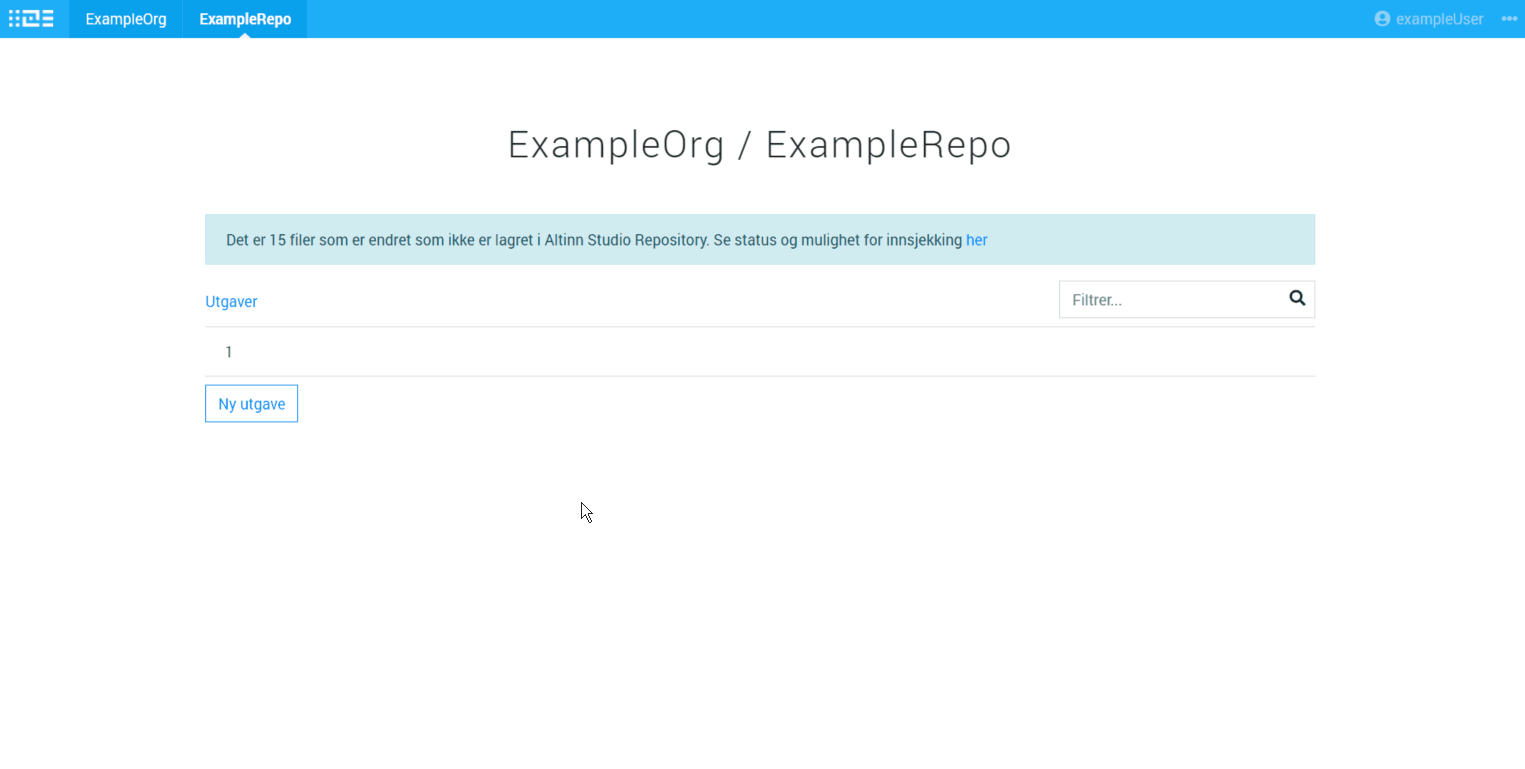 ExampleOrg ExampleRepo exampleUser
ExampleOrg / ExampleRepo
Det er 15 filer som er endret som ikke er lagret i Altinn Studio Repository. Se status og mulighet for innsjekking her
Utgaver Filtrer...
1
Ny utgave